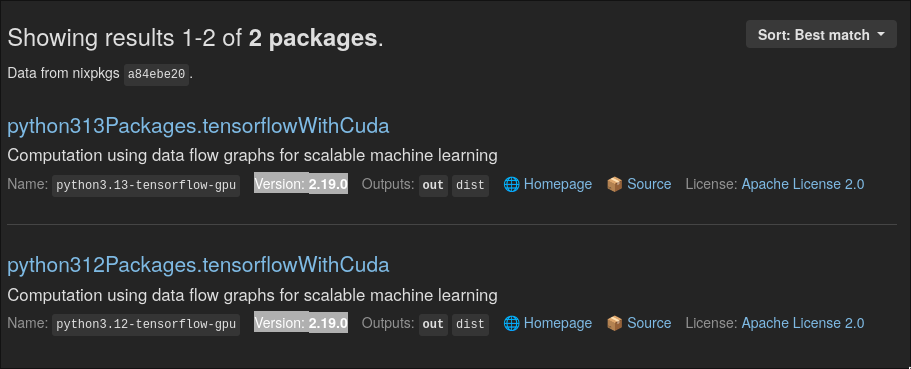 Showing results 1-2 of 2 packages.
Sort: Best match
Data from nixpkgs a84ebe20.
python313Packages.tensorflowWithCuda
Computation using data flow graphs for scalable machine learning
Name: python3.13-tensorflow-gpu Version: 2.19.0 Outputs: out dist 🌐 Homepage 📦 Source License: Apache License 2.0
python312Packages.tensorflowWithCuda
Computation using data flow graphs for scalable machine learning
Name: python3.12-tensorflow-gpu Version: 2.19.0 Outputs: out dist 🌐 Homepage 📦 Source License: Apache License 2.0